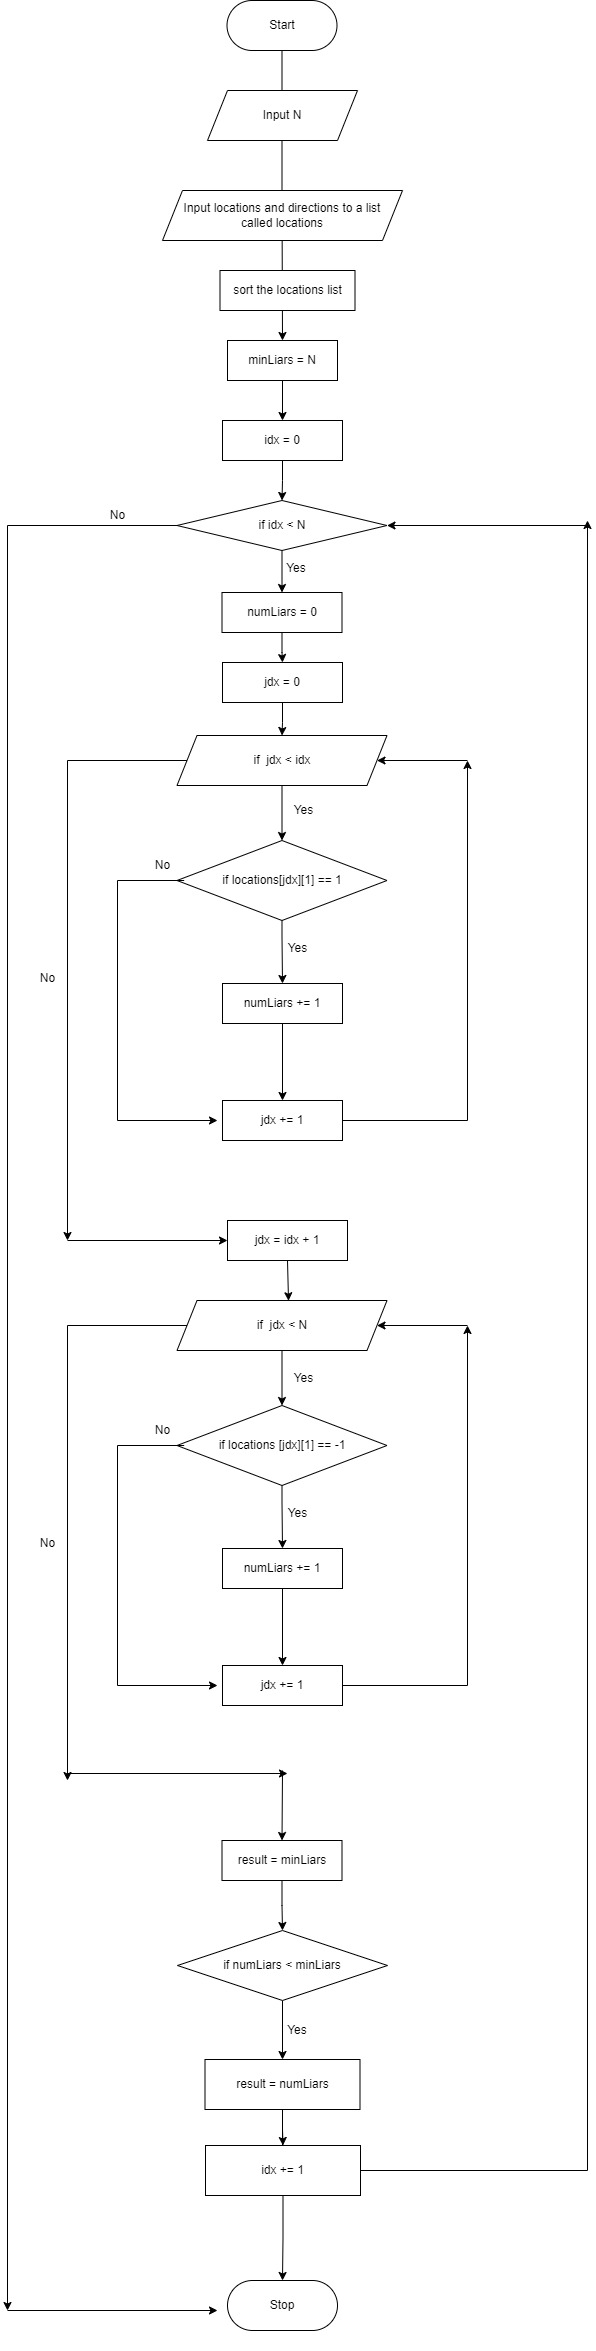 Start
Input N
Input locations and directions to a list
called locations
sort the locations list
minLiars = N
idx = 0
No
if idx < N
Yes
numLiars = 0
jdx = 0
if  jdx < idx
Yes
No
if locations[jdx][1] == 1
Yes
No
numLiars += 1
jdx += 1
jdx = idx + 1
if  jdx < N
Yes
No
if locations [jdx][1] == -1
Yes
No
numLiars += 1
jdx += 1
result = minLiars
if numLiars < minLiars
Yes
result = numLiars
idx += 1
Stop